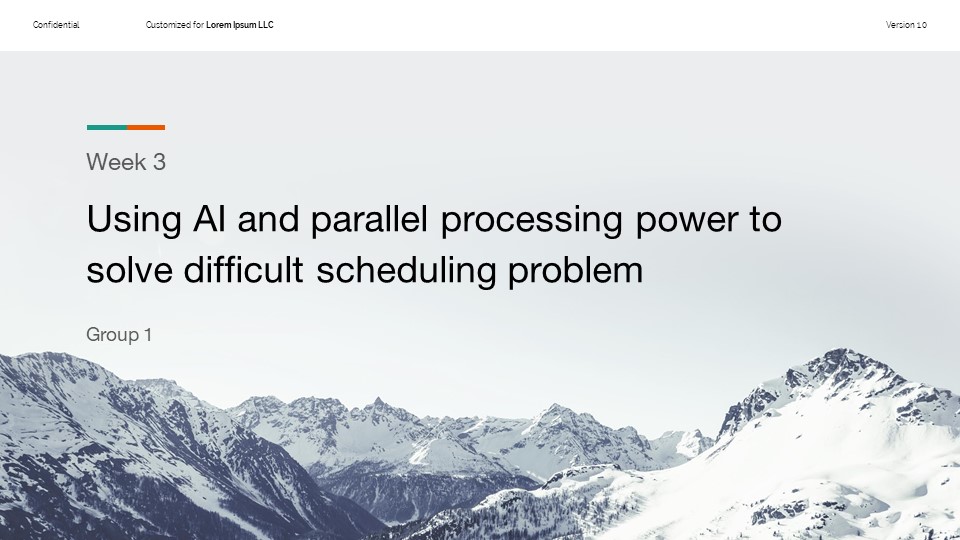 Confidential
Customized for Lorem Ipsum LLC
Version 1.0
Week 3
Using AI and parallel processing power to
solve difficult scheduling problem
Group 1